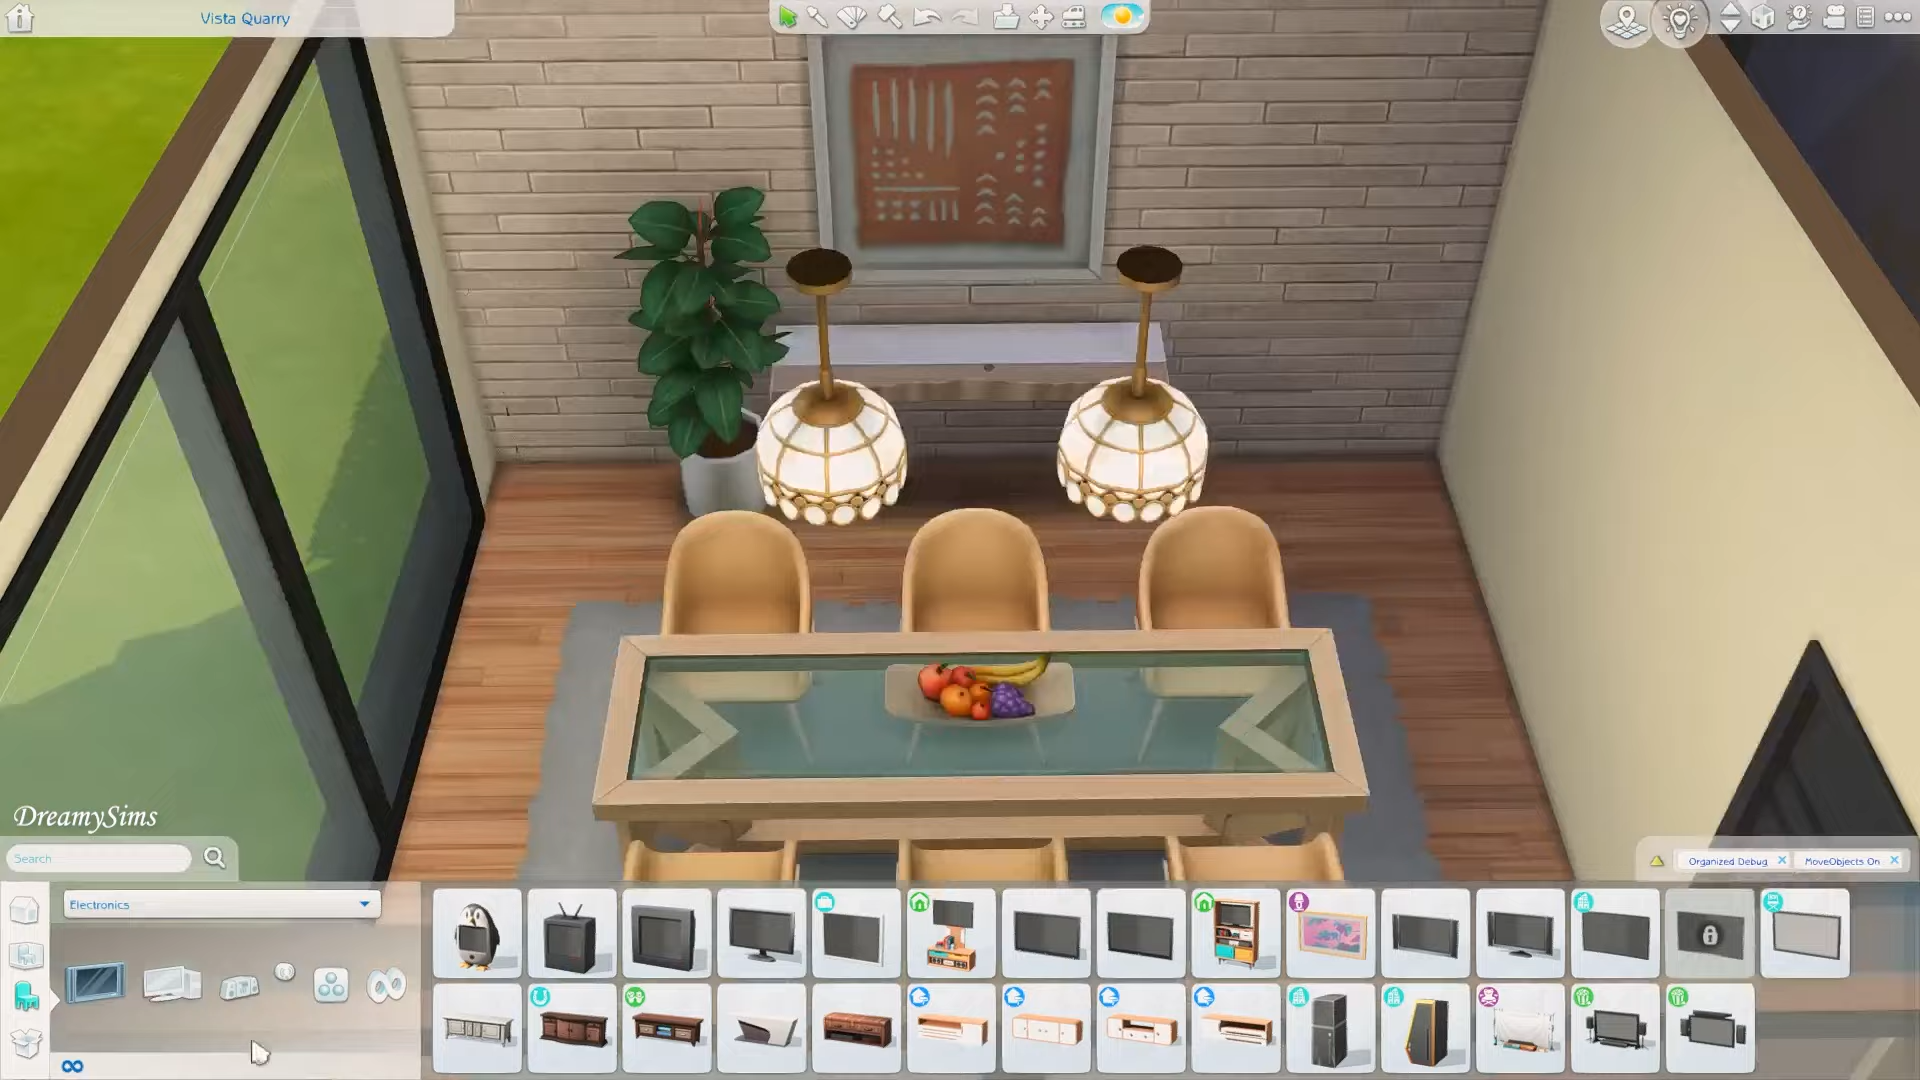 Vista Quarry
DreamySims
Search
Organized Debug
MoveObjects On
Electronics